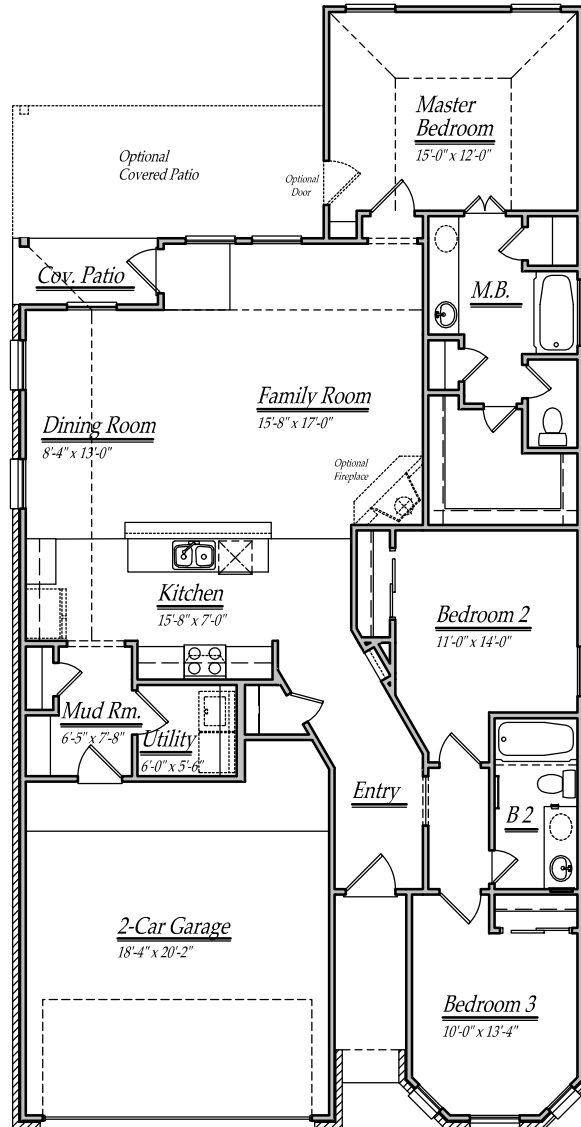 Master
Bedroom
15'-0" x 12'-0"
Optional
Covered Patio
Optional
Door
Cov. Patio
M.B.
Family Room
15'-8" x 17'-0"
Dining Room
8'-4" x 13'-0"
Optional
Fireplace
Kitchen
15'-8" x 7'-0"
Bedroom 2
11'-0" x 14'-0"
Mud Rm.
6'-5" x 7'-8"
Utility
6'-0" x 5'-6"
Entry
B 2
2-Car Garage
18'-4" x 20'-2"
Bedroom 3
10'-0" x 13'-4"